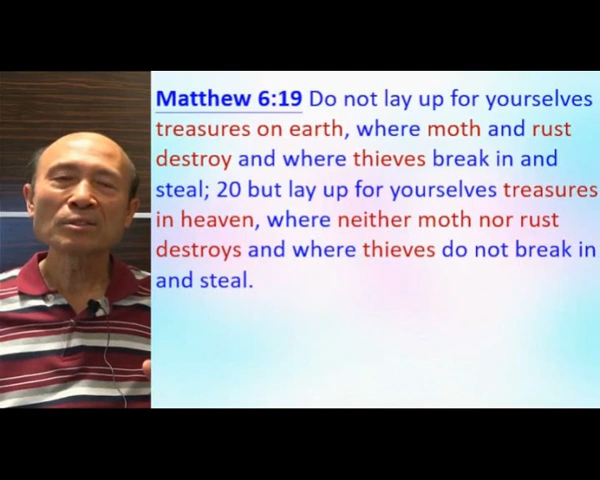 Matthew 6:19 Do not lay up for yourselves
treasures on earth, where moth and rust
destroy and where thieves break in and
steal; 20 but lay up for yourselves treasures
in heaven, where neither moth nor rust
destroys and where thieves do not break in
and steal.